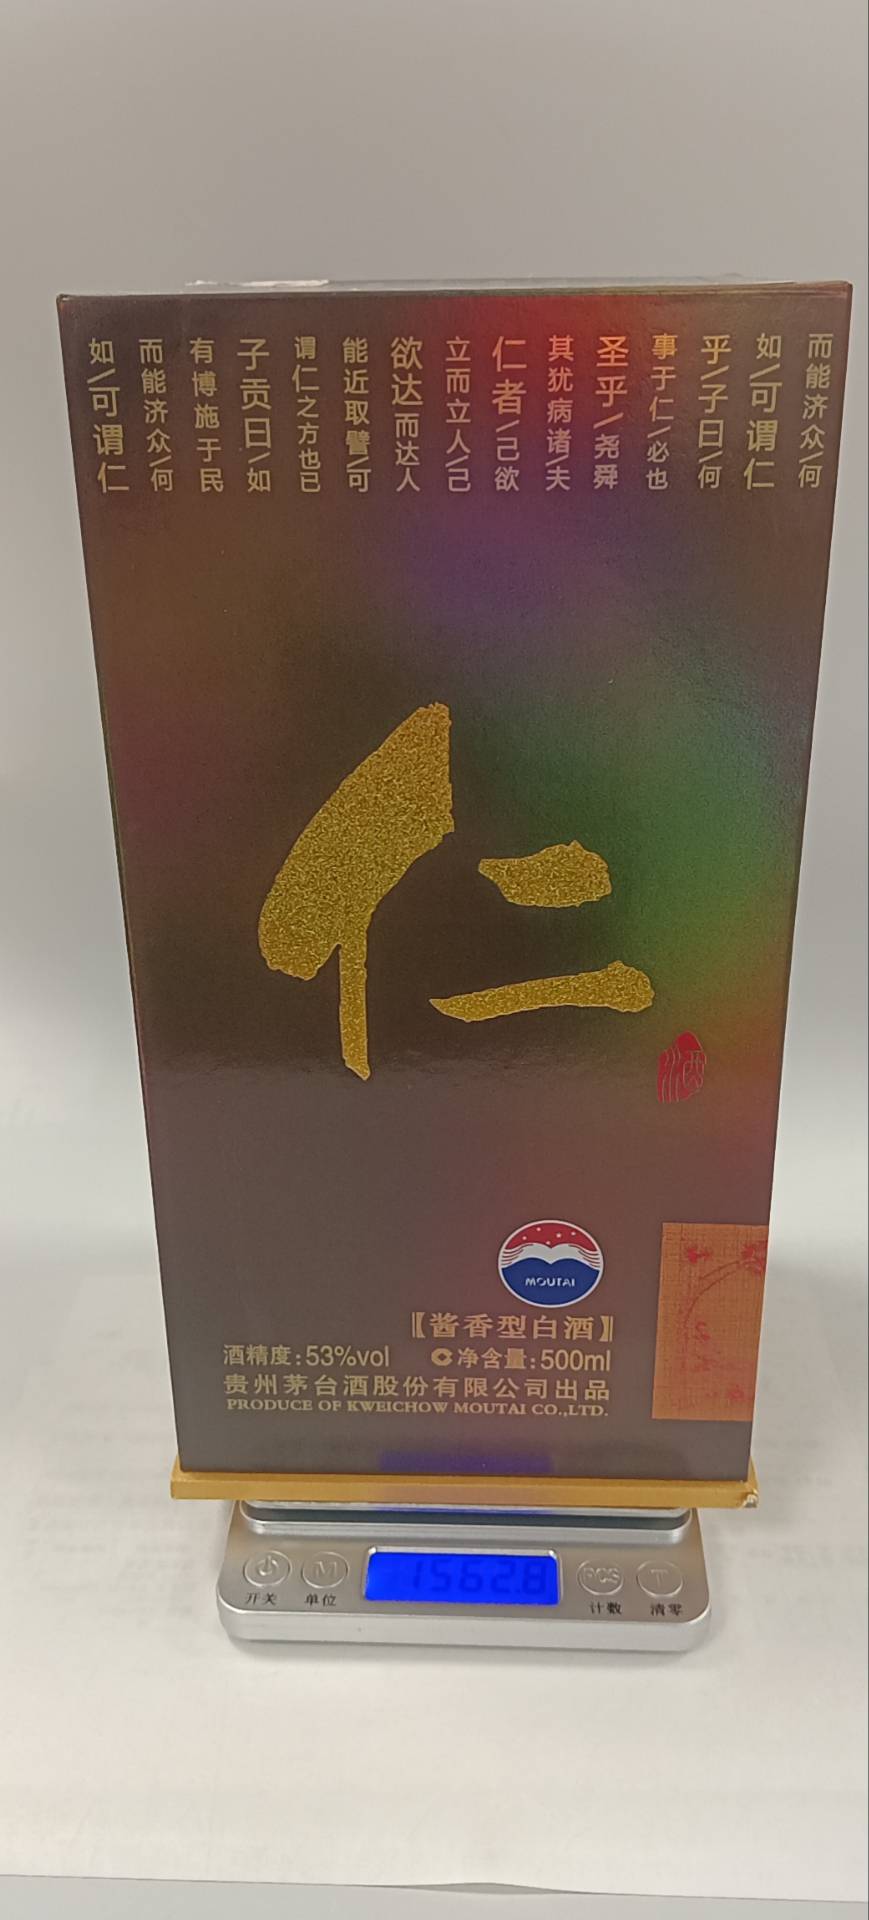 如\可谓仁
而能济众\何
有博施于民
子贡曰\如
谓仁之方也已
能近取譬\可
欲达而达人
立而立人\己
仁者\己欲
其犹病诸\夫
圣乎\尧舜
事于仁\必也
乎\子曰\何
如\可谓仁
而能济众\何
仁
酒
MOUTAI
【酱香型白酒】
酒精度:53%vol 净含量:500ml
贵州茅台酒股份有限公司出品
PRODUCE OF KWEICHOW MOUTAI CO.,LTD.
1562.8
M PCS T
开关 单位 计数 清零